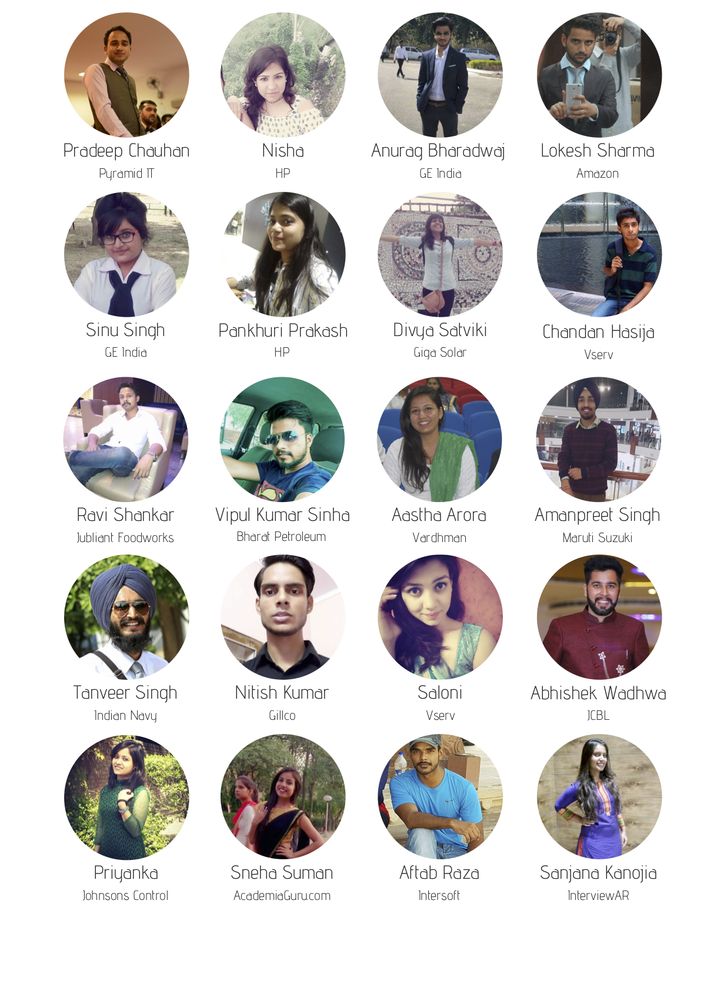 Pradeep Chauhan
Pyramid IT
Nisha
HP
Anurag Bharadwaj
GE India
Lokesh Sharma
Amazon
Sinu Singh
GE India
Pankhuri Prakash
HP
Divya Satviki
Giga Solar
Chandan Hasija
Vserv
Ravi Shankar
Jubliant Foodworks
Vipul Kumar Sinha
Bharat Petroleum
Aastha Arora
Vardhman
Amanpreet Singh
Maruti Suzuki
Tanveer Singh
Indian Navy
Nitish Kumar
Gillco
Saloni
Vserv
Abhishek Wadhwa
JCBL
Priyanka
Johnsons Control
Sneha Suman
AcademiaGuru.com
Aftab Raza
Intersoft
Sanjana Kanojia
InterviewAR